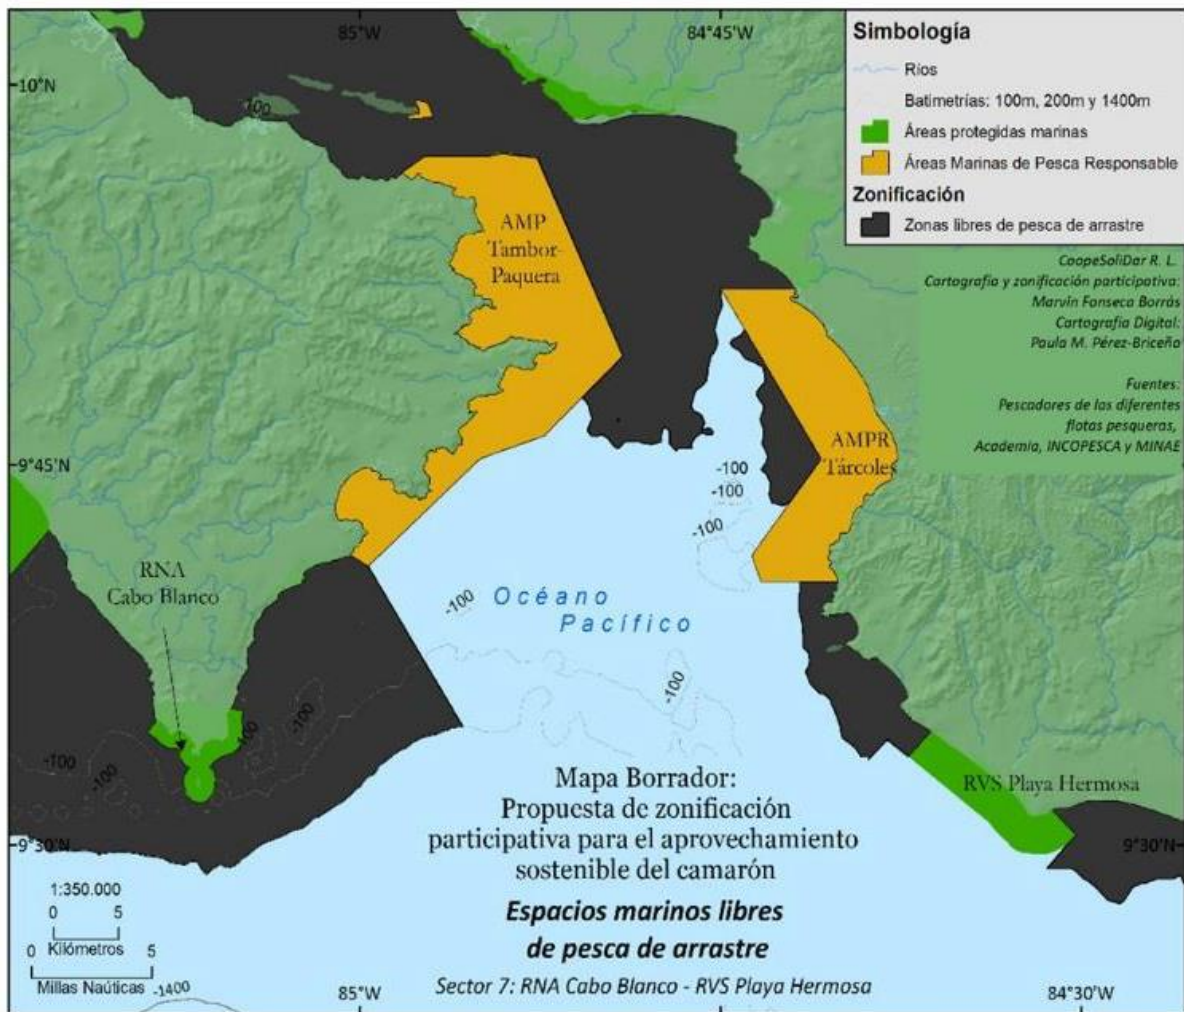 85°W
84°45'W
10°N
-100
Simbología
Ríos
Batimetrías: 100m, 200m y 1400m
Áreas protegidas marinas
Áreas Marinas de Pesca Responsable
Zonificación
Zonas libres de pesca de arrastre
CoopeSoliDar R. L.
Cartografía y zonificación participativa:
Marvin Fonseca Borrás
Cartografía Digital:
Paula M. Pérez-Briceño
Fuentes:
Pescadores de las diferentes
flotas pesqueras,
Academia, INCOPESCA y MINAE
AMP
Tambor-
Paquera
AMPR
Tárcoles
9°45'N
-100
-100
-100
RNA
Cabo Blanco
-100
Océano
Pacífico
-100
-100
-100
-100
-100
RVS Playa Hermosa
Mapa Borrador:
Propuesta de zonificación
participativa para el aprovechamiento
sostenible del camarón
Espacios marinos libres
de pesca de arrastre
Sector 7: RNA Cabo Blanco - RVS Playa Hermosa
9°30'N
9°30'N
1:350.000
0 5
Kilómetros
0 5
Millas Naúticas
-1400
85°W
84°30'W